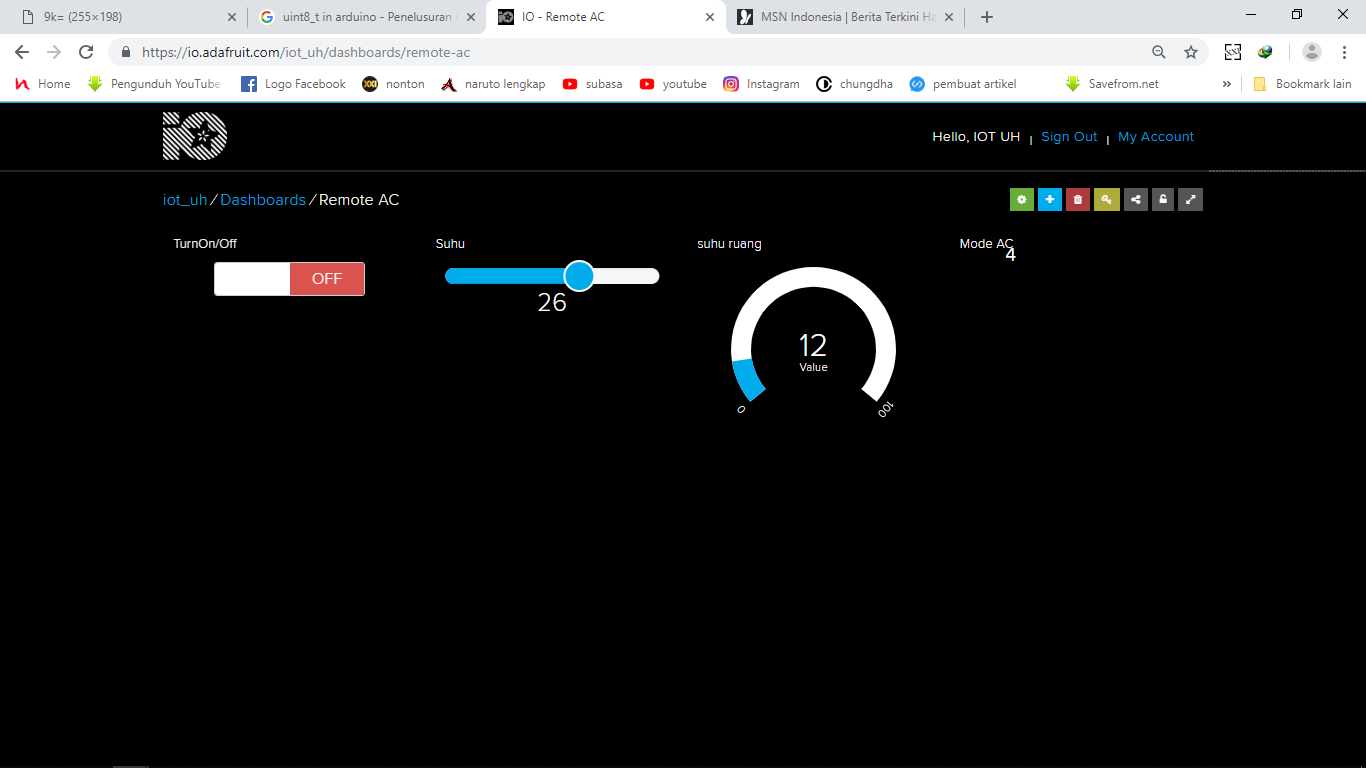 9k= (255×198)
uint8_t in arduino - Penelusuran
IO - Remote AC
MSN Indonesia | Berita Terkini Ha
https://io.adafruit.com/iot_uh/dashboards/remote-ac
Home
Pengunduh YouTube
Logo Facebook
nonton
naruto lengkap
subasa
youtube
Instagram
chungdha
pembuat artikel
Savefrom.net
»
Bookmark lain
iO
Hello, IOT UH | Sign Out | My Account
iot_uh / Dashboards / Remote AC
TurnOn/Off
OFF
Suhu
26
suhu ruang
12
Value
0
100
Mode AC
4